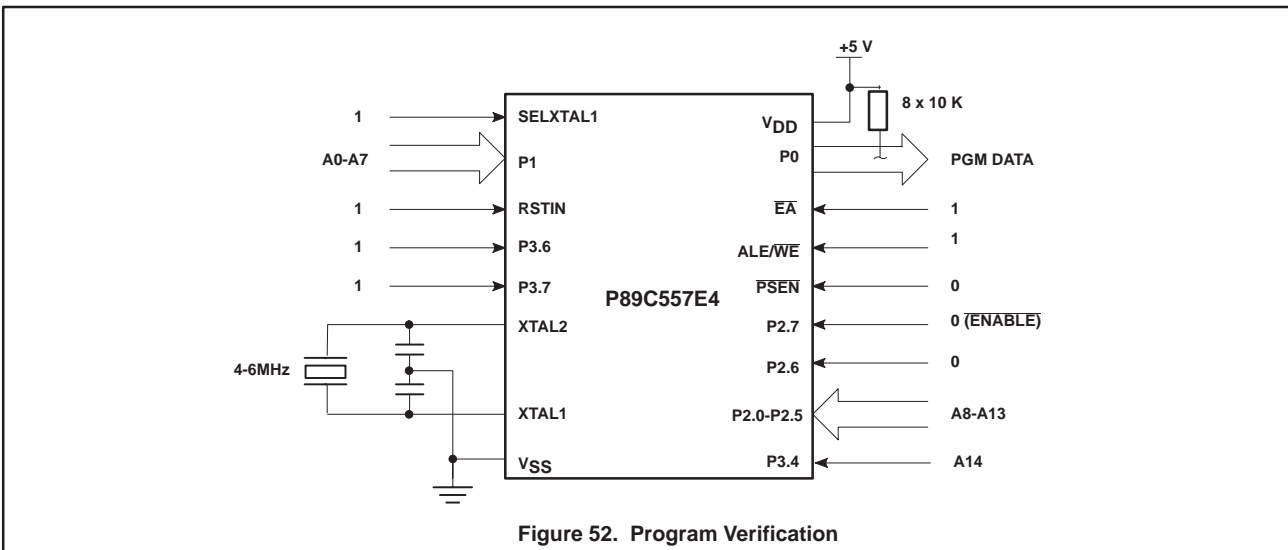 +5 V
8 x 10 K
1 SELXTAL1 VDD
A0-A7 P1 P0 PGM DATA
1 RSTIN EA 1
1 P3.6 ALE/WE 1
1 P3.7 P89C557E4 PSEN 0
XTAL2 P2.7 0 (ENABLE)
4-6MHz P2.6 0
XTAL1 P2.0-P2.5 A8-A13
VSS P3.4 A14
Figure 52. Program Verification